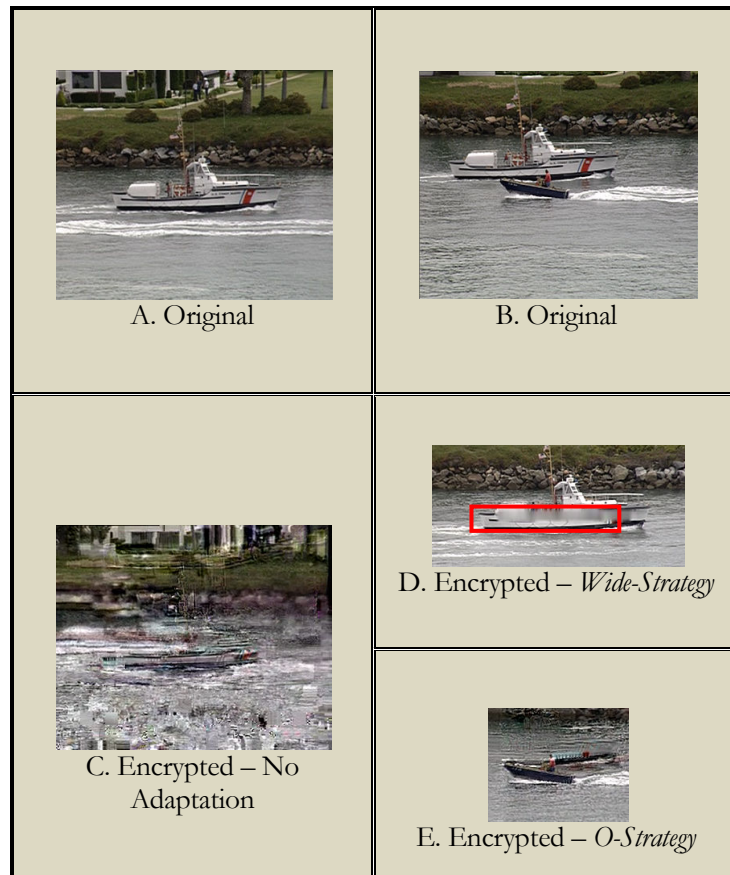 A. Original
B. Original
D. Encrypted – Wide-Strategy
C. Encrypted – No
Adaptation
E. Encrypted – O-Strategy